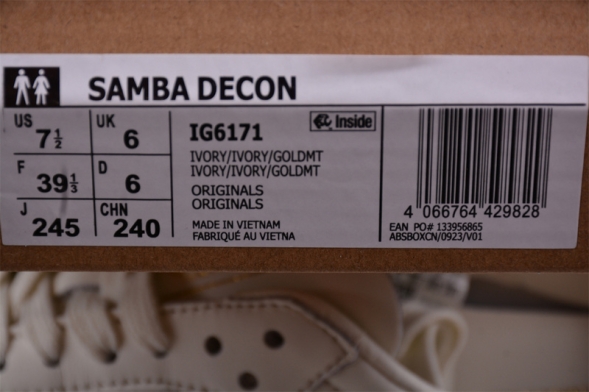 SAMBA DECON
US 7½ UK 6
F 39⅓ D 6
J 245 CHN 240
IG6171
Inside
IVORY/IVORY/GOLDMT
IVORY/IVORY/GOLDMT
ORIGINALS
ORIGINALS
MADE IN VIETNAM
FABRIQUÉ AU VIETNA
4 066764 429828
EAN PO# 133956865
ABSBOXCN/0923/V01